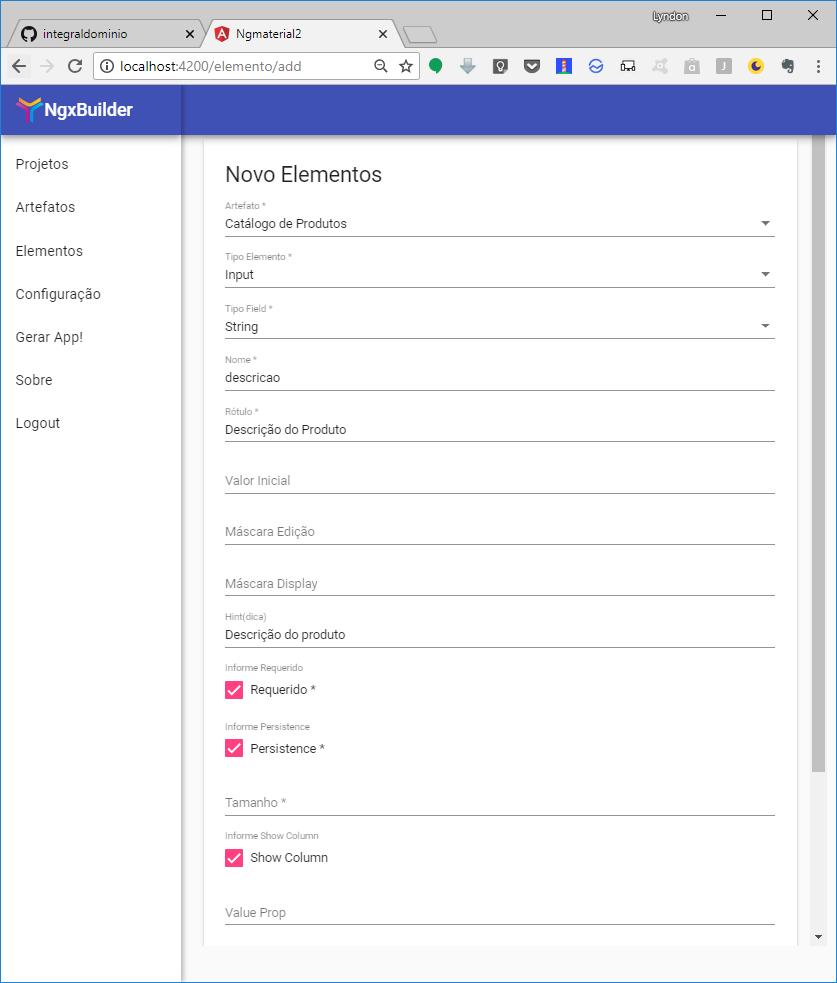 Lyndon
integraldominio
Ngmaterial2
localhost:4200/elemento/add
NgxBuilder
Projetos
Artefatos
Elementos
Configuração
Gerar App!
Sobre
Logout
Novo Elementos
Artefato *
Catálogo de Produtos
Tipo Elemento *
Input
Tipo Field *
String
Nome *
descricao
Rótulo *
Descrição do Produto
Valor Inicial
Máscara Edição
Máscara Display
Hint(dica)
Descrição do produto
Informe Requerido
Requerido *
Informe Persistence
Persistence *
Tamanho *
Informe Show Column
Show Column
Value Prop